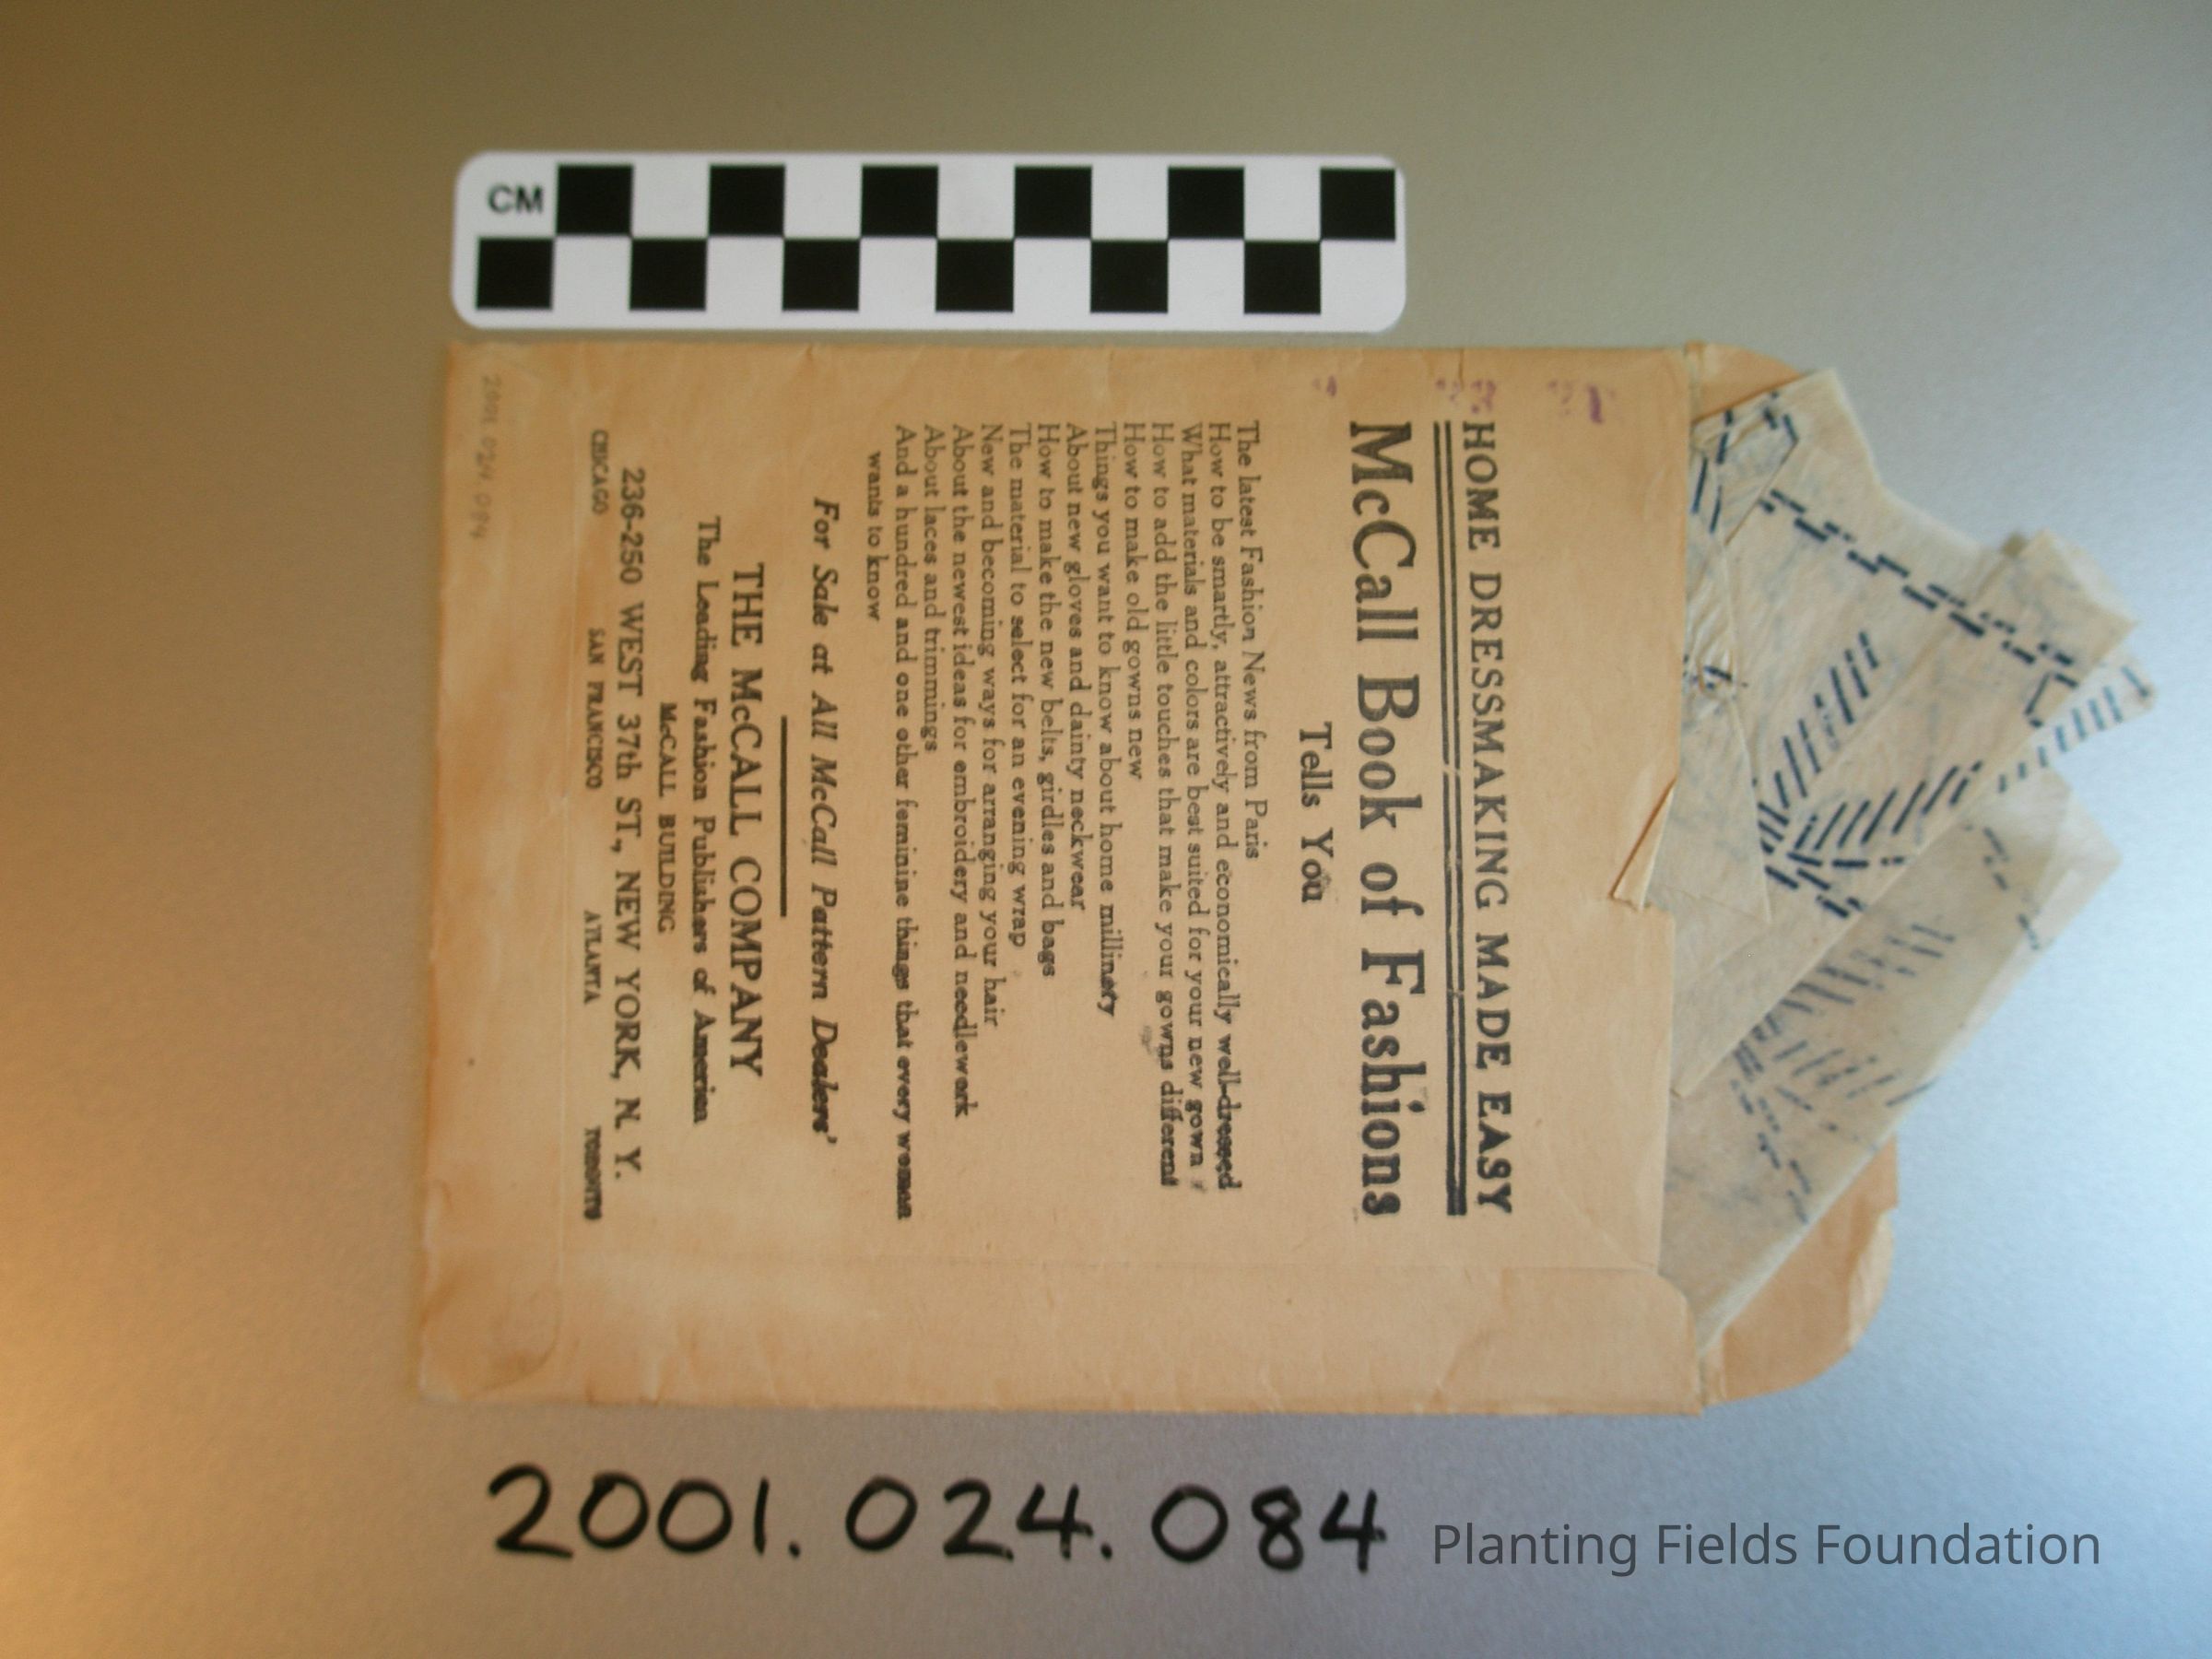 CM
HOME DRESSMAKING MADE EASY
McCall Book of Fashions
Tells You
The latest Fashion News from Paris
How to be smartly, attractively and economically well-dressed
What materials and colors are best suited for your new gown
How to add the little touches that make your gowns different
How to make old gowns new
Things you want to know about home millinery
About new gloves and dainty neckwear
How to make the new belts, girdles and bags
The material to select for an evening wrap
New and becoming ways for arranging your hair
About the newest ideas for embroidery and needlework
About laces and trimmings
And a hundred and one other feminine things that every woman
wants to know
For Sale at All McCall Pattern Dealers'
THE McCALL COMPANY
The Leading Fashion Publishers of America
McCALL BUILDING
236-250 WEST 37th ST., NEW YORK, N. Y.
CHICAGO SAN FRANCISCO ATLANTA TORONTO
2001.024.084
2001.024.084
Planting Fields Foundation